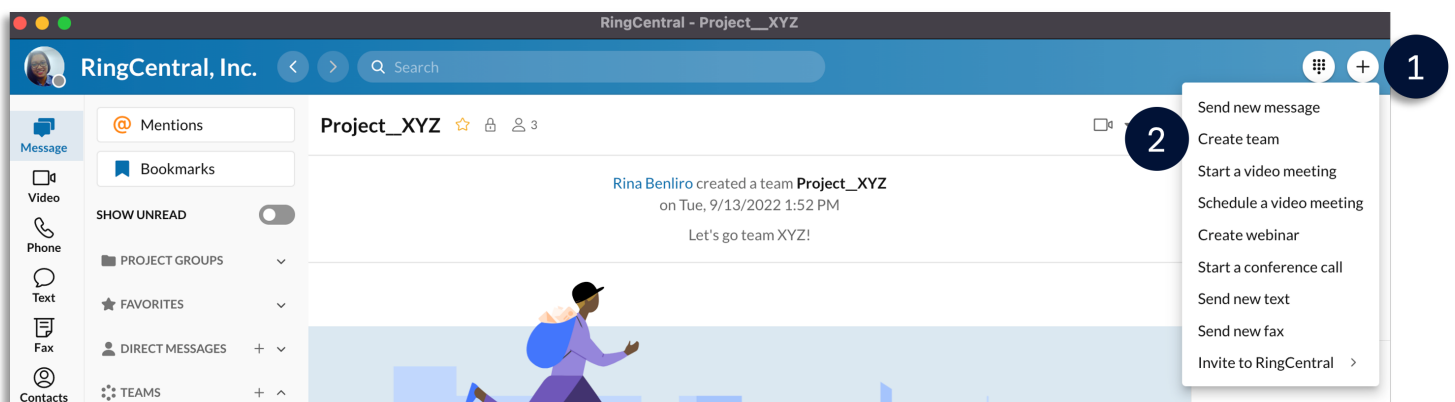 RingCentral - Project__XYZ
RingCentral, Inc.
Search
1
Message
Video
Phone
Text
Fax
Contacts
@ Mentions
Bookmarks
SHOW UNREAD
PROJECT GROUPS
FAVORITES
DIRECT MESSAGES +
TEAMS +
Project__XYZ
3
Rina Benliro created a team Project__XYZ
on Tue, 9/13/2022 1:52 PM
Let's go team XYZ!
2
Send new message
Create team
Start a video meeting
Schedule a video meeting
Create webinar
Start a conference call
Send new text
Send new fax
Invite to RingCentral >